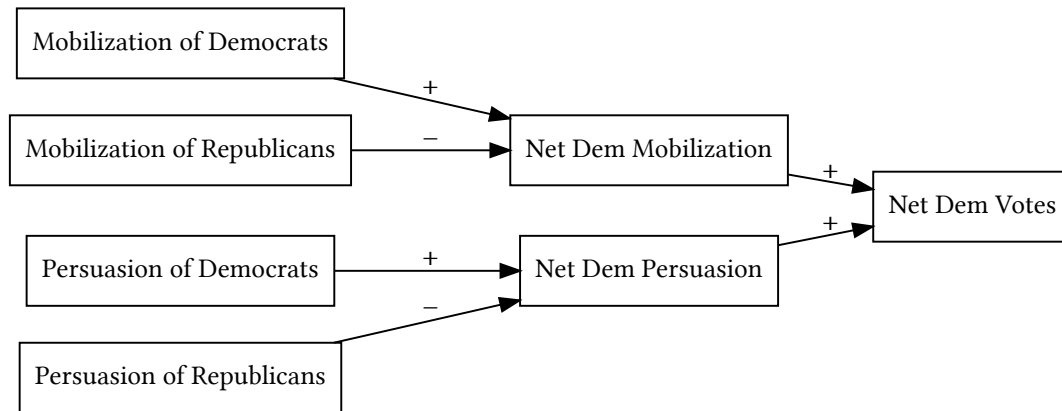 Mobilization of Democrats
+
Mobilization of Republicans
−
Net Dem Mobilization
+
Net Dem Votes
Persuasion of Democrats
+
Net Dem Persuasion
+
−
Persuasion of Republicans